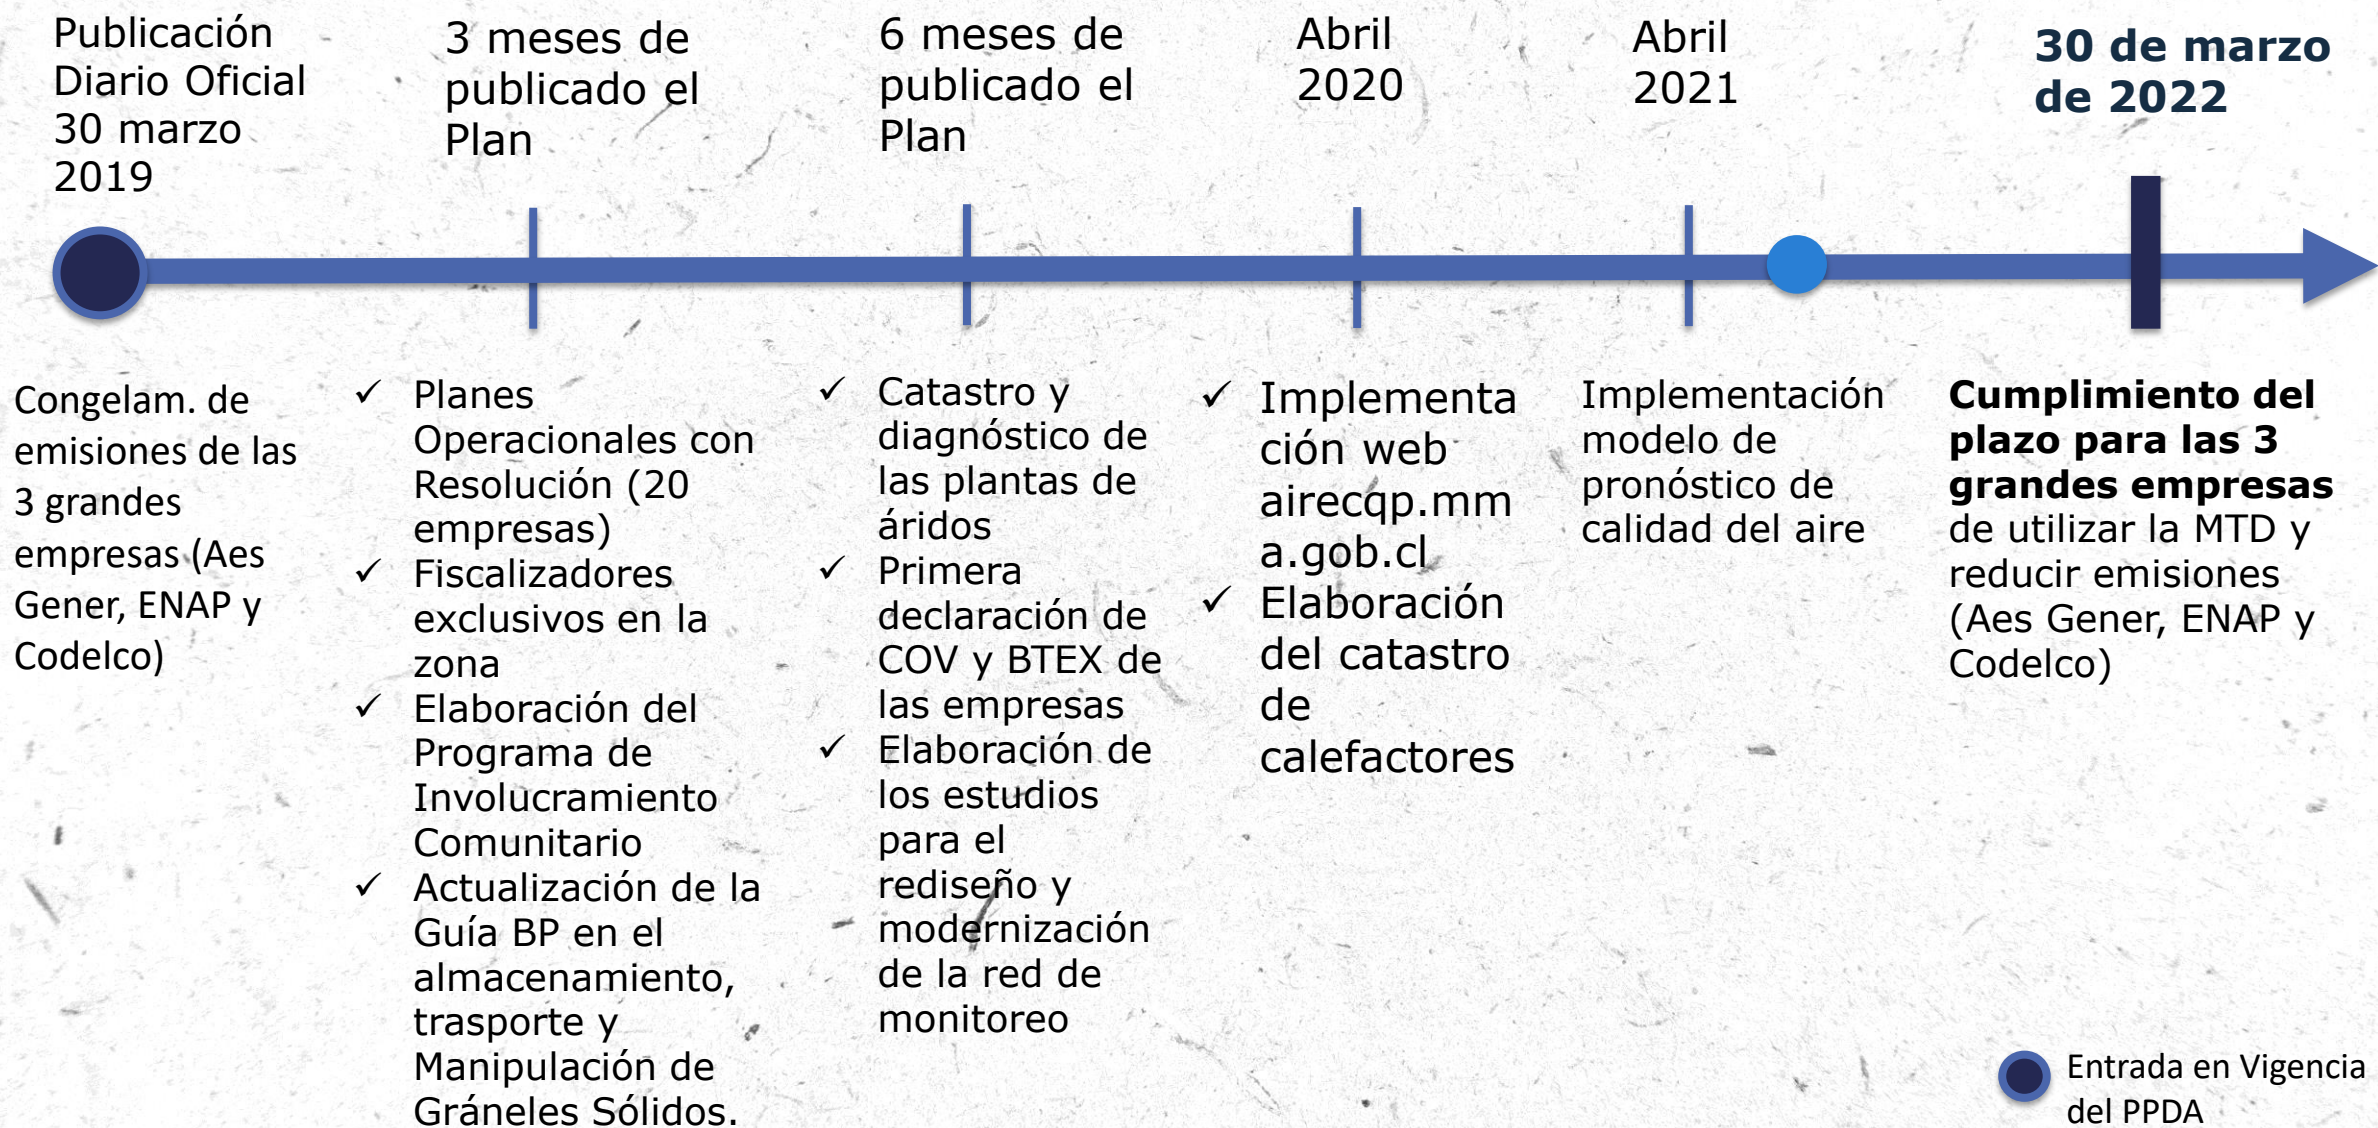 Publicación
Diario Oficial
30 marzo
2019
3 meses de
publicado el
Plan
6 meses de
publicado el
Plan
Abril
2020
Abril
2021
30 de marzo
de 2022
Congelam. de
emisiones de las
3 grandes
empresas (Aes
Gener, ENAP y
Codelco)
✓ Planes
Operacionales con
Resolución (20
empresas)
✓ Fiscalizadores
exclusivos en la
zona
✓ Elaboración del
Programa de
Involucramiento
Comunitario
✓ Actualización de la
Guía BP en el
almacenamiento,
trasporte y
Manipulación de
Gráneles Sólidos.
✓ Catastro y
diagnóstico de
las plantas de
áridos
✓ Primera
declaración de
COV y BTEX de
las empresas
✓ Elaboración de
los estudios
para el
rediseño y
modernización
de la red de
monitoreo
✓ Implementa
ción web
airecqp.mm
a.gob.cl
✓ Elaboración
del catastro
de
calefactores
Implementación
modelo de
pronóstico de
calidad del aire
Cumplimiento del
plazo para las 3
grandes empresas
de utilizar la MTD y
reducir emisiones
(Aes Gener, ENAP y
Codelco)
Entrada en Vigencia
del PPDA